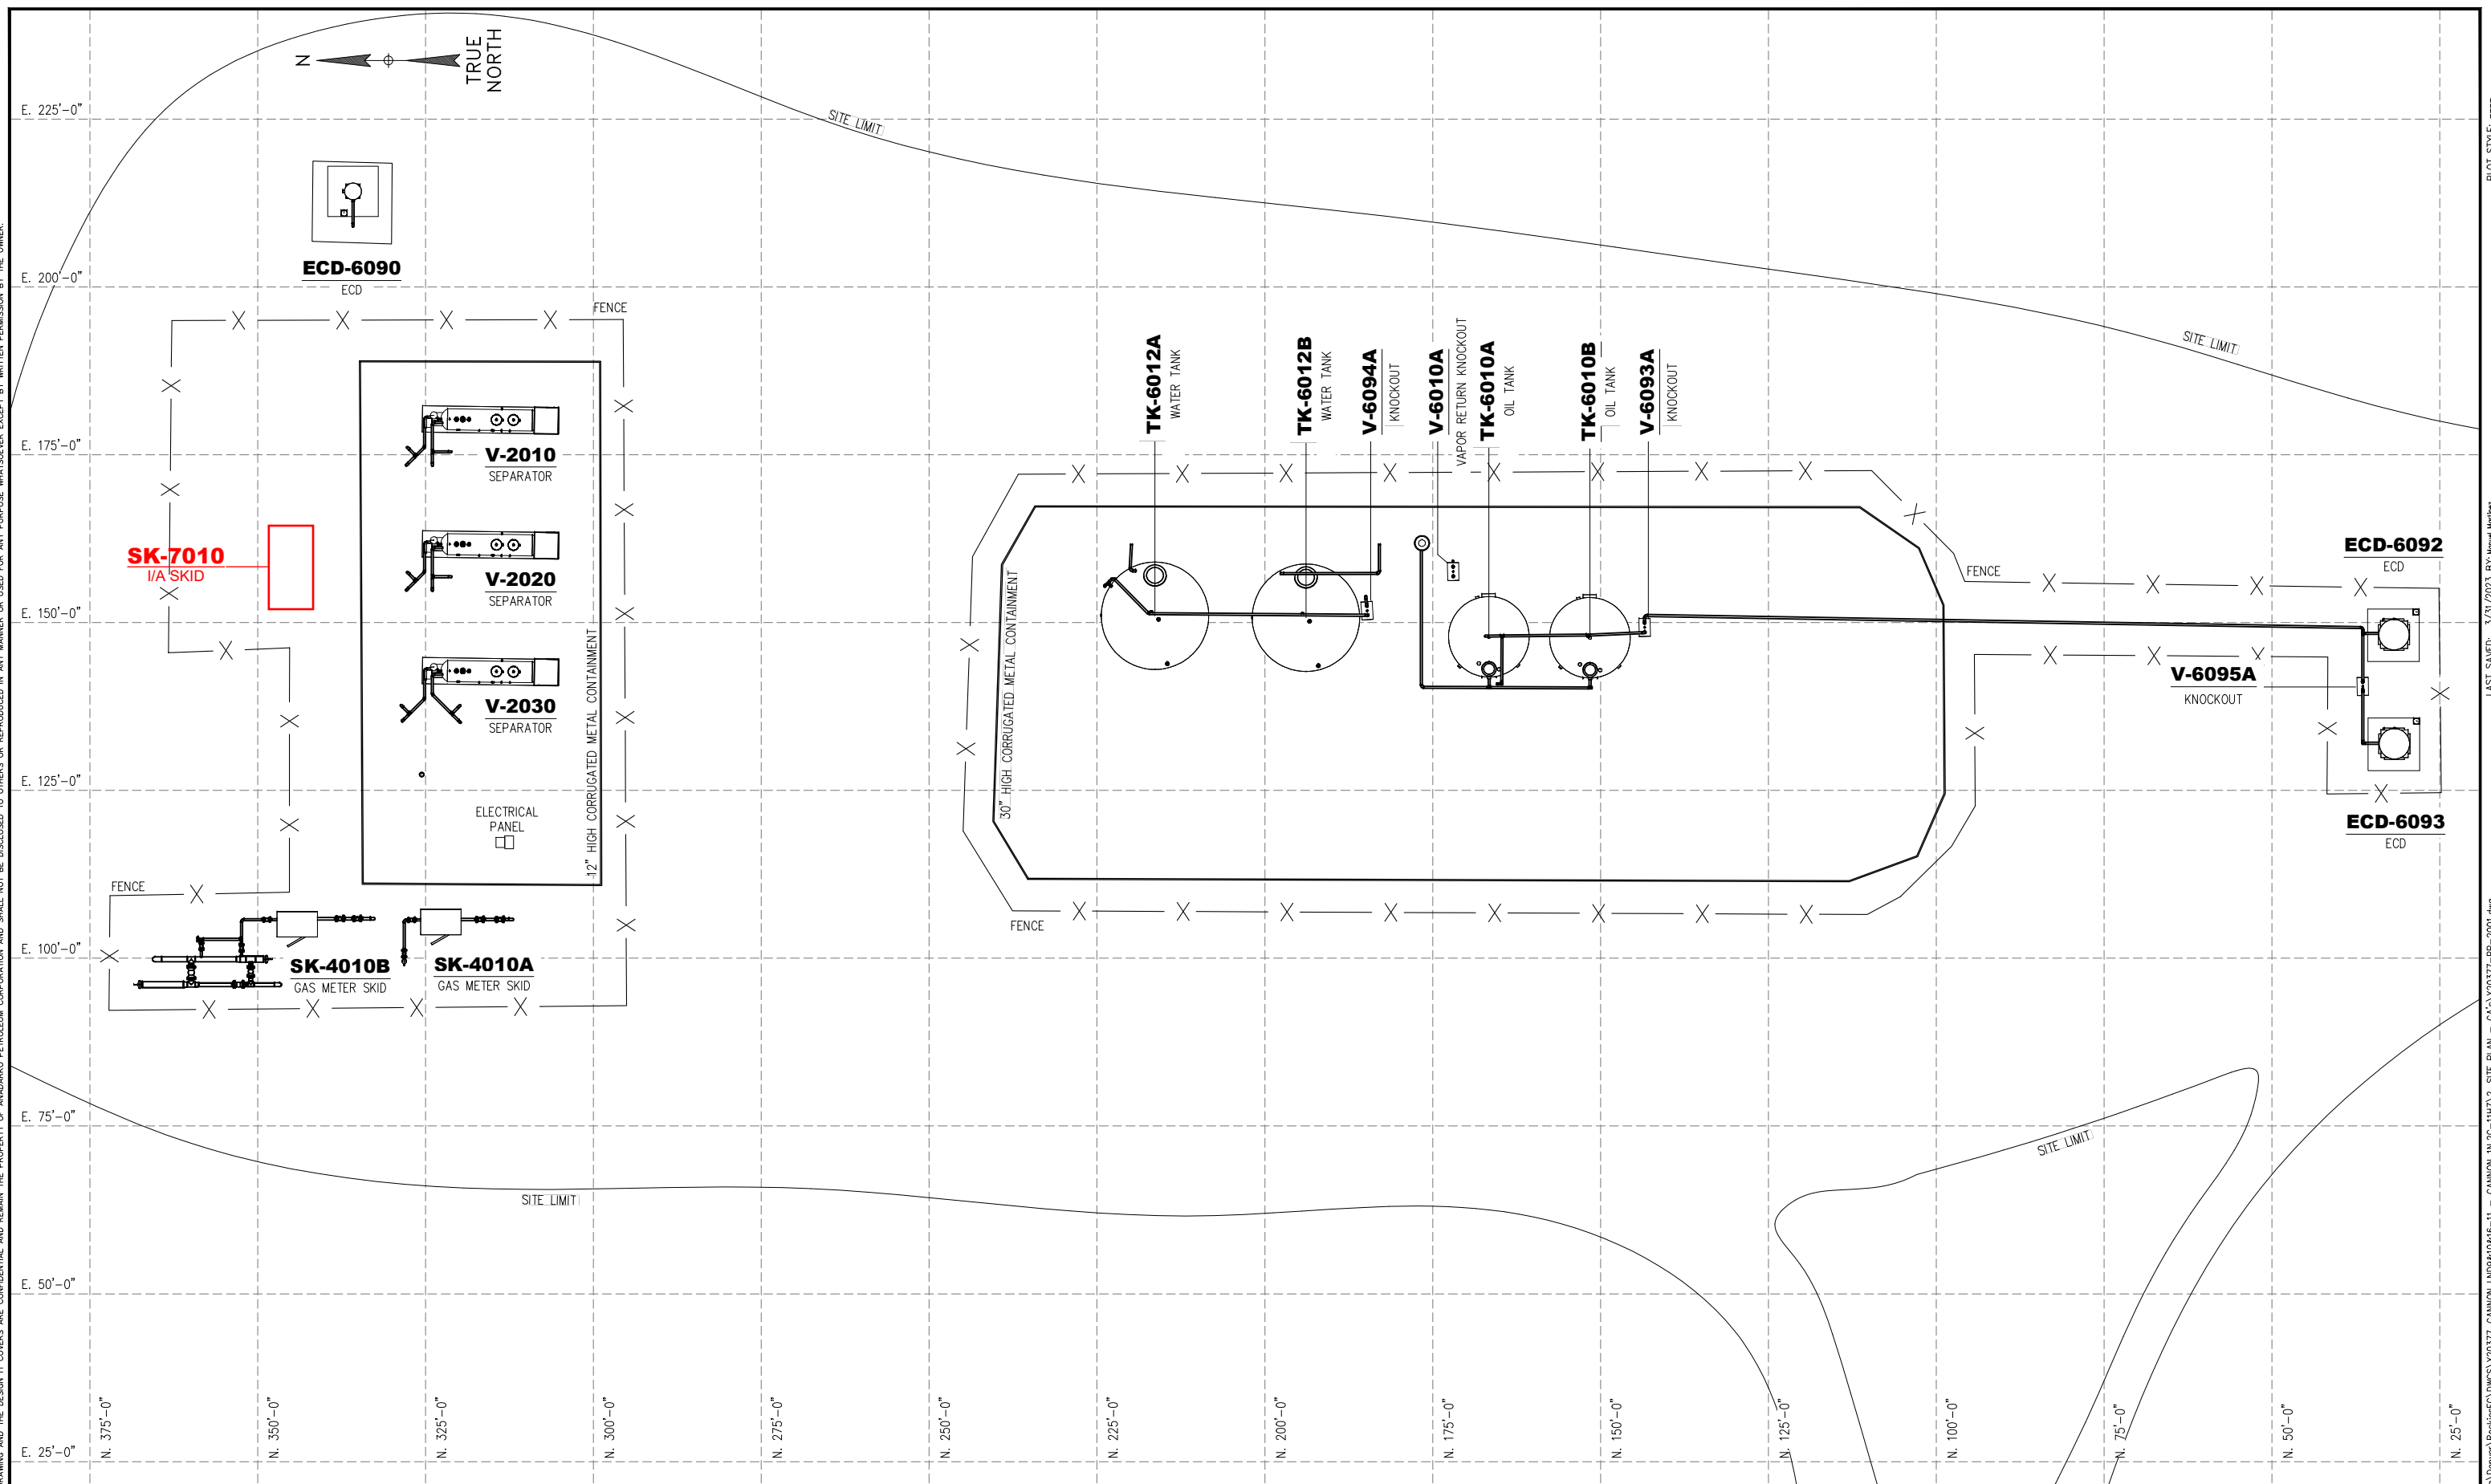 N
TRUE
NORTH
E. 225'-0"
SITE LIMIT
ECD-6090
ECD
E. 200'-0"
FENCE
SITE LIMIT
TK-6012A
WATER TANK
TK-6012B
WATER TANK
V-6094A
KNOCKOUT
V-6010A
VAPOR RETURN KNOCKOUT
TK-6010A
OIL TANK
TK-6010B
OIL TANK
V-6093A
KNOCKOUT
E. 175'-0"
V-2010
SEPARATOR
SK-7010
I/A SKID
V-2020
SEPARATOR
FENCE
ECD-6092
ECD
E. 150'-0"
V-2030
SEPARATOR
12" HIGH CORRUGATED METAL CONTAINMENT
30" HIGH CORRUGATED METAL CONTAINMENT
V-6095A
KNOCKOUT
E. 125'-0"
ELECTRICAL
PANEL
ECD-6093
ECD
FENCE
FENCE
E. 100'-0"
SK-4010B
GAS METER SKID
SK-4010A
GAS METER SKID
E. 75'-0"
SITE LIMIT
SITE LIMIT
E. 50'-0"
E. 25'-0"
N. 375'-0"
N. 350'-0"
N. 325'-0"
N. 300'-0"
N. 275'-0"
N. 250'-0"
N. 225'-0"
N. 200'-0"
N. 175'-0"
N. 150'-0"
N. 125'-0"
N. 100'-0"
N. 75'-0"
N. 50'-0"
N. 25'-0"